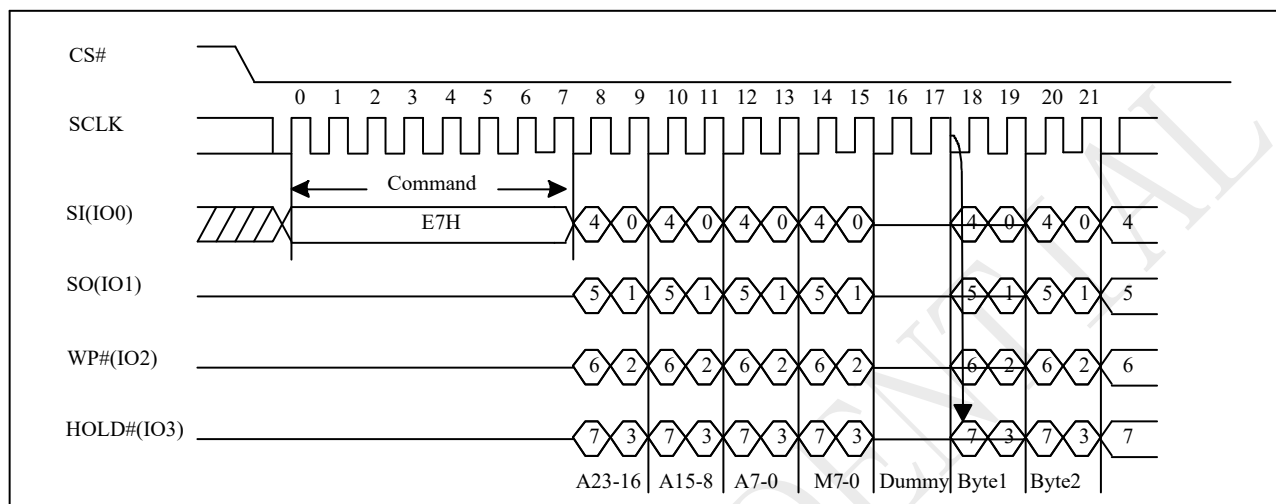 CS#
0 1 2 3 4 5 6 7 8 9 10 11 12 13 14 15 16 17 18 19 20 21
SCLK
Command
SI(IO0) E7H 4 0 4 0 4 0 4 0 4 0 4 0 4
SO(IO1) 5 1 5 1 5 1 5 1 5 1 5 1 5
WP#(IO2) 6 2 6 2 6 2 6 2 6 2 6 2 6
HOLD#(IO3) 7 3 7 3 7 3 7 3 7 3 7 3 7
A23-16 A15-8 A7-0 M7-0 Dummy Byte1 Byte2